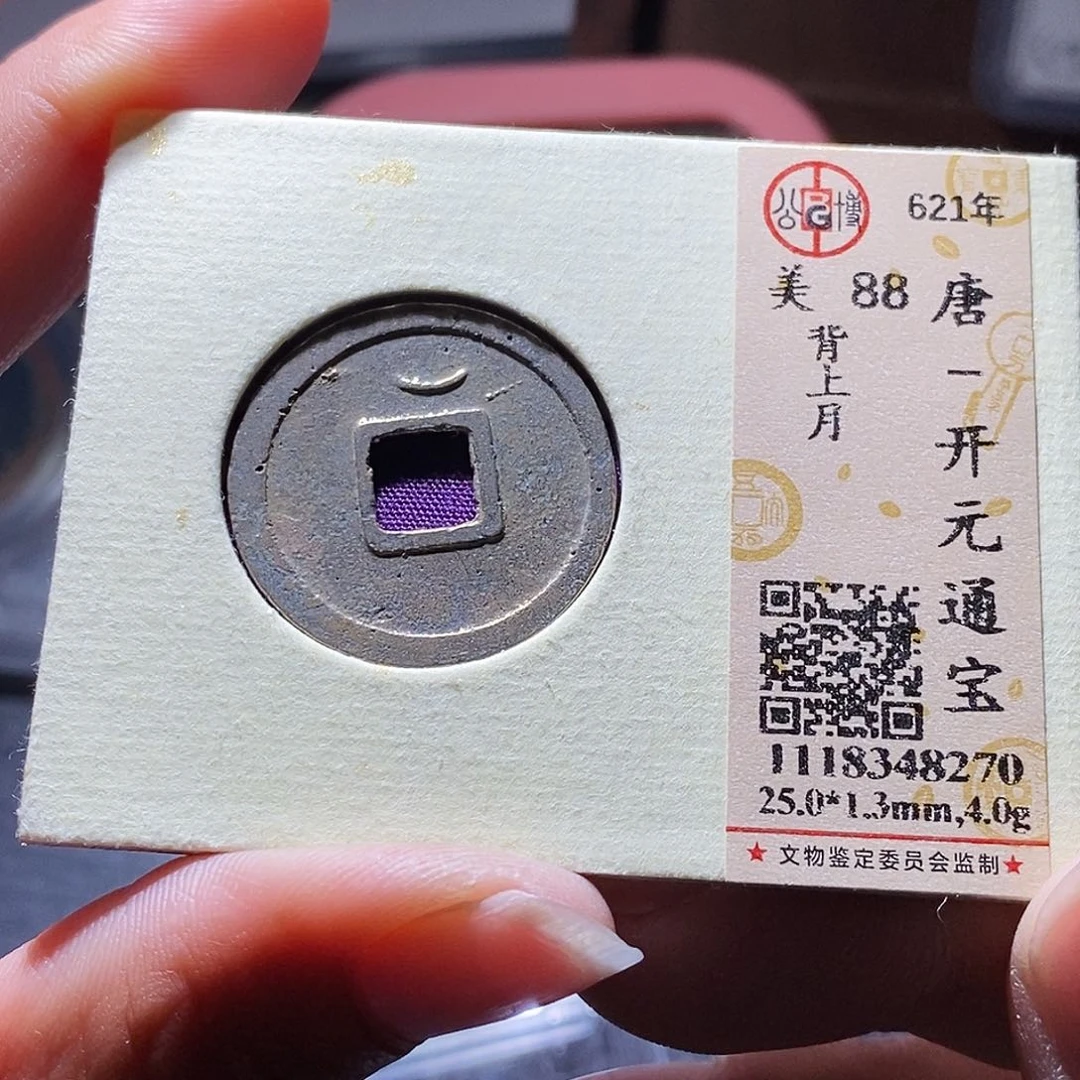 公博
621年
美 88
背上月
唐一开元通宝
1118348270
25.0*1.3mm,4.0g
★ 文物鉴定委员会监制★